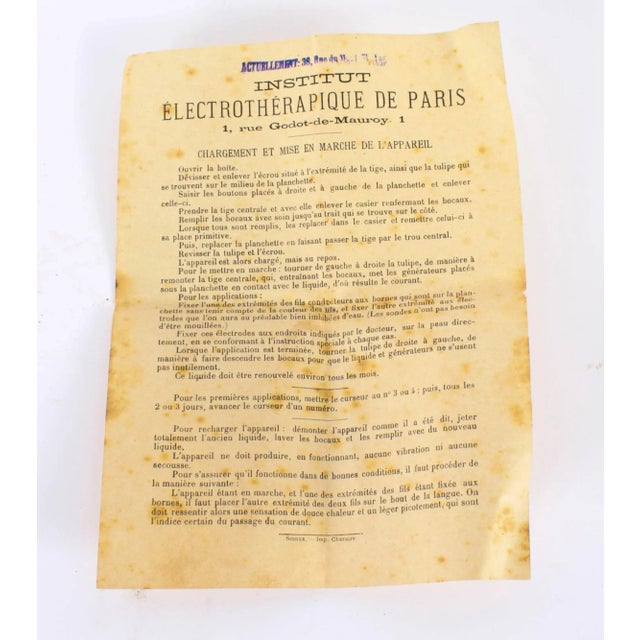 ACTUELLEMENT: 38, Rue du
INSTITUT
ÉLECTROTHÉRAPIQUE DE PARIS
1, rue Godot-de-Mauroy. 1
CHARGEMENT ET MISE EN MARCHE DE L'APPAREIL
Ouvrir la boîte.
Dévisser et enlever l'écrou situé à l'extrémité de la tige, ainsi que la tulipe qui
se trouvent sur le milieu de la planchette.
Saisir les boutons placés à droite et à gauche de la planchette et enlever
celle-ci.
Prendre la tige centrale et avec elle enlever le casier renfermant les bocaux.
Remplir les bocaux avec soin jusqu'au trait qui se trouve sur le côté.
Lorsque tous sont remplis, les replacer dans le casier et remettre celui-ci à
sa place primitive.
Puis, replacer la planchette en faisant passer la tige par le trou central.
Revisser la tulipe et l'écrou.
L'appareil est alors chargé, mais au repos.
Pour le mettre en marche : tourner de gauche à droite la tulipe, de manière à
remonter la tige centrale, qui, entraînant les bocaux, met les générateurs placés
sous la planchette en contact avec le liquide, d'où résulte le courant.
Pour les applications :
Fixer l'une des extrémités des fils conducteurs aux bornes qui sont sur la plan-
chette sans tenir compte de la couleur des fils, et fixer l'autre extrémité aux élec-
trodes que l'on aura au préalable bien imbibées d'eau. (Les sondes n'ont pas besoin
d'être mouillées.)
Fixer ces électrodes aux endroits indiqués par le docteur, sur la peau direc-
tement, en se conformant à l'instruction spéciale à chaque cas.
Lorsque l'application est terminée, tourner la tulipe de droite à gauche, de
manière à faire descendre les bocaux pour que le liquide et générateurs ne s'usent
pas inutilement.
Ce liquide doit être renouvelé environ tous les mois.
Pour les premières applications, mettre le curseur au n° 3 ou 4 ; puis, tous les
2 ou 3 jours, avancer le curseur d'un numéro.
Pour recharger l'appareil : démonter l'appareil comme il a été dit, jeter
totalement l'ancien liquide, laver les bocaux et les remplir avec du nouveau
liquide.
L'appareil ne doit produire, en fonctionnant, aucune vibration ni aucune
secousse.
Pour s'assurer qu'il fonctionne dans de bonnes conditions, il faut procéder de
la manière suivante :
L'appareil étant en marche, et l'une des extrémités des fils étant fixée aux
bornes, il faut placer l'autre extrémité des deux fils sur le bout de la langue. On
doit ressentir alors une sensation de douce chaleur et un léger picotement, qui sont
l'indice certain du passage du courant.
Sceaux. — Imp. Charaire